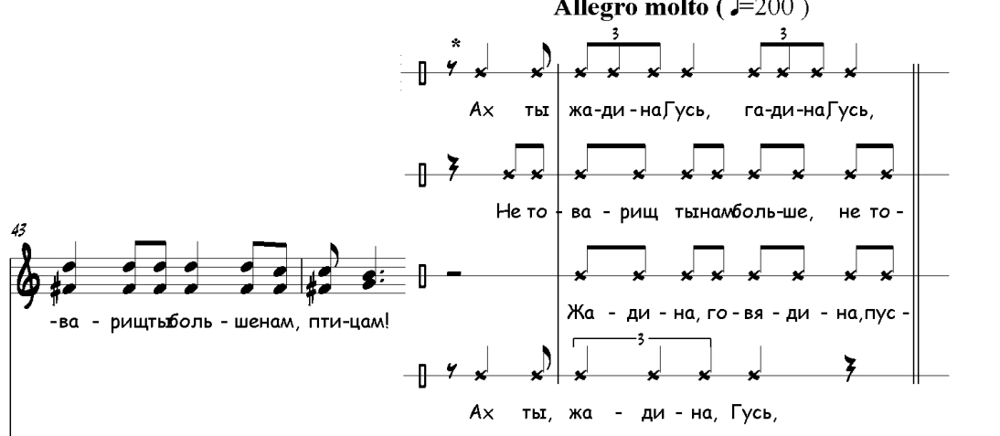 Allegro molto ( ♩=200 )
*
3 3
Ах ты жа-ди-на,Гусь, га-ди-на,Гусь,
Не то - ва - рищ ты нам боль-ше, не то -
43
-ва - рищ ты боль - ше нам, пти-цам!
Жа - ди - на, го - вя - ди - на, пус -
3
Ах ты, жа - ди - на, Гусь,